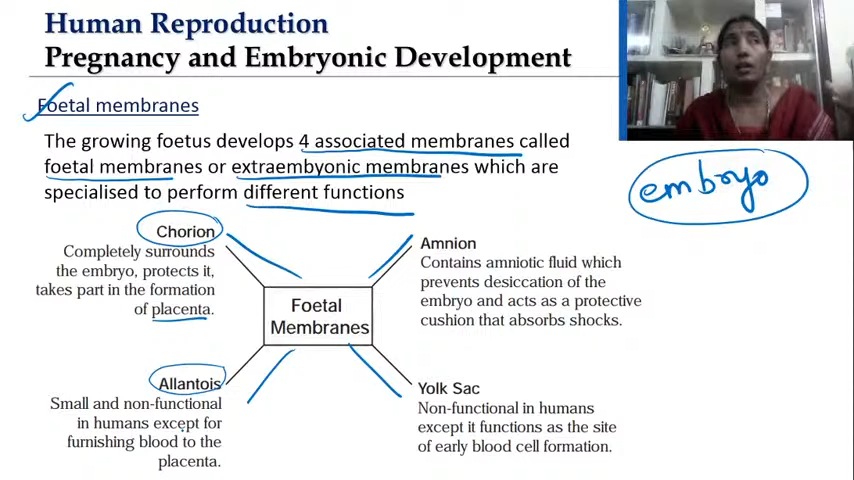 Human Reproduction
Pregnancy and Embryonic Development
Foetal membranes
The growing foetus develops 4 associated membranes called
foetal membranes or extraembyonic membranes which are
specialised to perform different functions
embryo
Chorion
Completely surrounds
the embryo, protects it,
takes part in the formation
of placenta.
Amnion
Contains amniotic fluid which
prevents desiccation of the
embryo and acts as a protective
cushion that absorbs shocks.
Foetal
Membranes
Allantois
Small and non-functional
in humans except for
furnishing blood to the
placenta.
Yolk Sac
Non-functional in humans
except it functions as the site
of early blood cell formation.